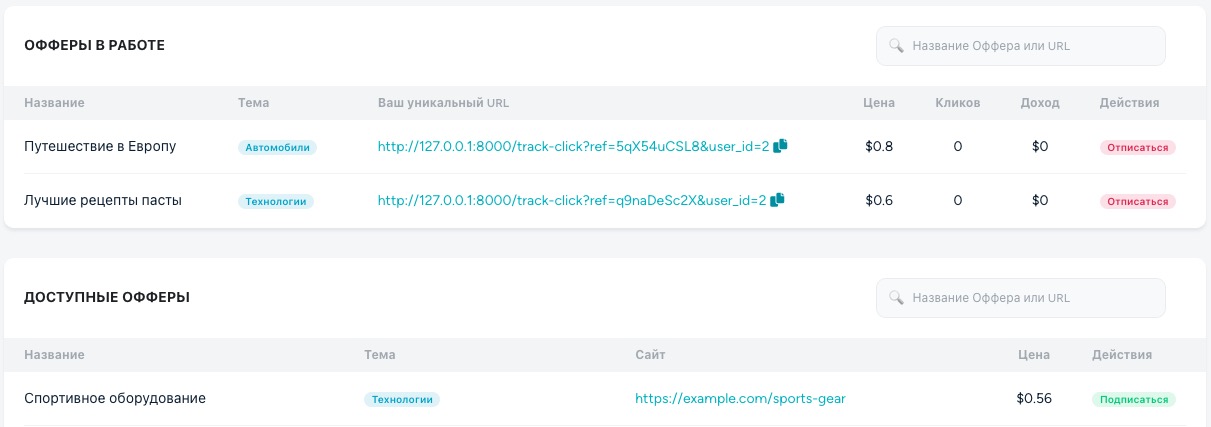 ОФФЕРЫ В РАБОТЕ
Название Оффера или URL
Название Тема Ваш уникальный URL Цена Кликов Доход Действия
Путешествие в Европу Автомобили http://127.0.0.1:8000/track-click?ref=5qX54uCSL8&user_id=2 $0.8 0 $0 Отписаться
Лучшие рецепты пасты Технологии http://127.0.0.1:8000/track-click?ref=q9naDeSc2X&user_id=2 $0.6 0 $0 Отписаться
ДОСТУПНЫЕ ОФФЕРЫ
Название Оффера или URL
Название Тема Сайт Цена Действия
Спортивное оборудование Технологии https://example.com/sports-gear $0.56 Подписаться